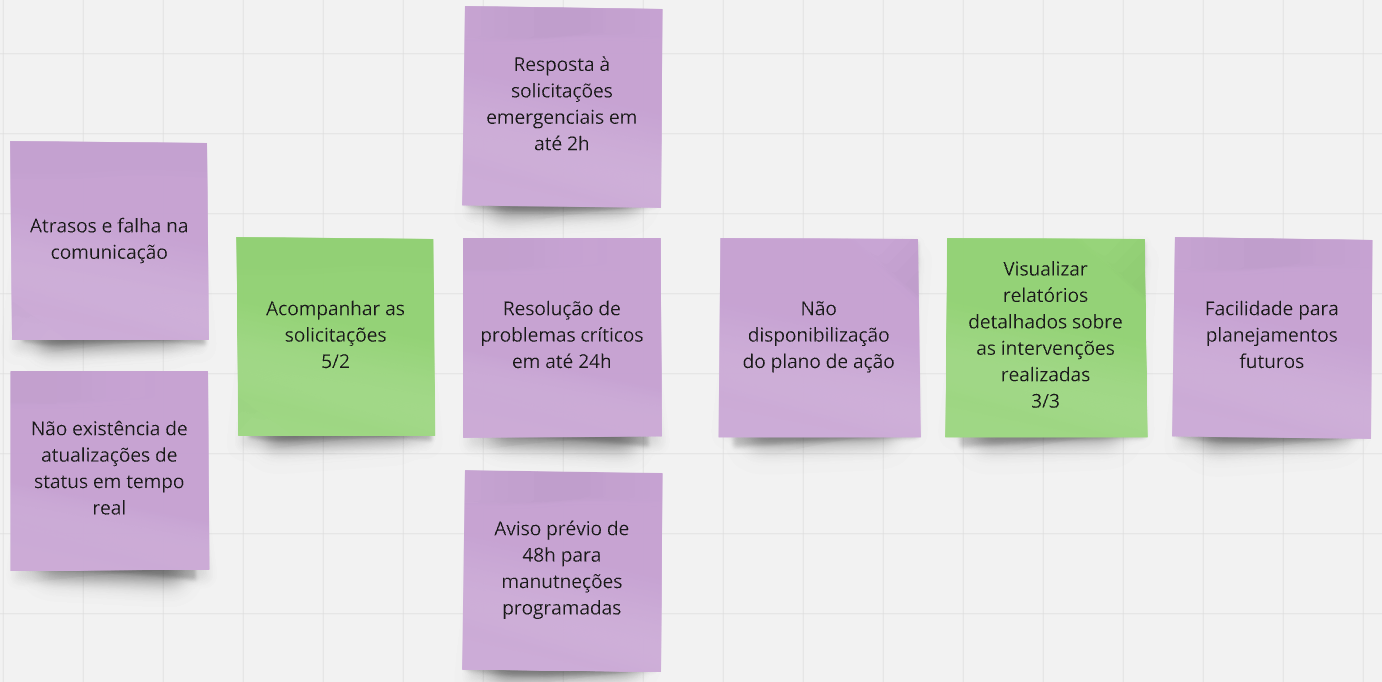 Resposta à
solicitações
emergenciais em
até 2h
Atrasos e falha na
comunicação
Não existência de
atualizações de
status em tempo
real
Acompanhar as
solicitações
5/2
Resolução de
problemas críticos
em até 24h
Aviso prévio de
48h para
manutneções
programadas
Não
disponibilização
do plano de ação
Visualizar
relatórios
detalhados sobre
as intervenções
realizadas
3/3
Facilidade para
planejamentos
futuros